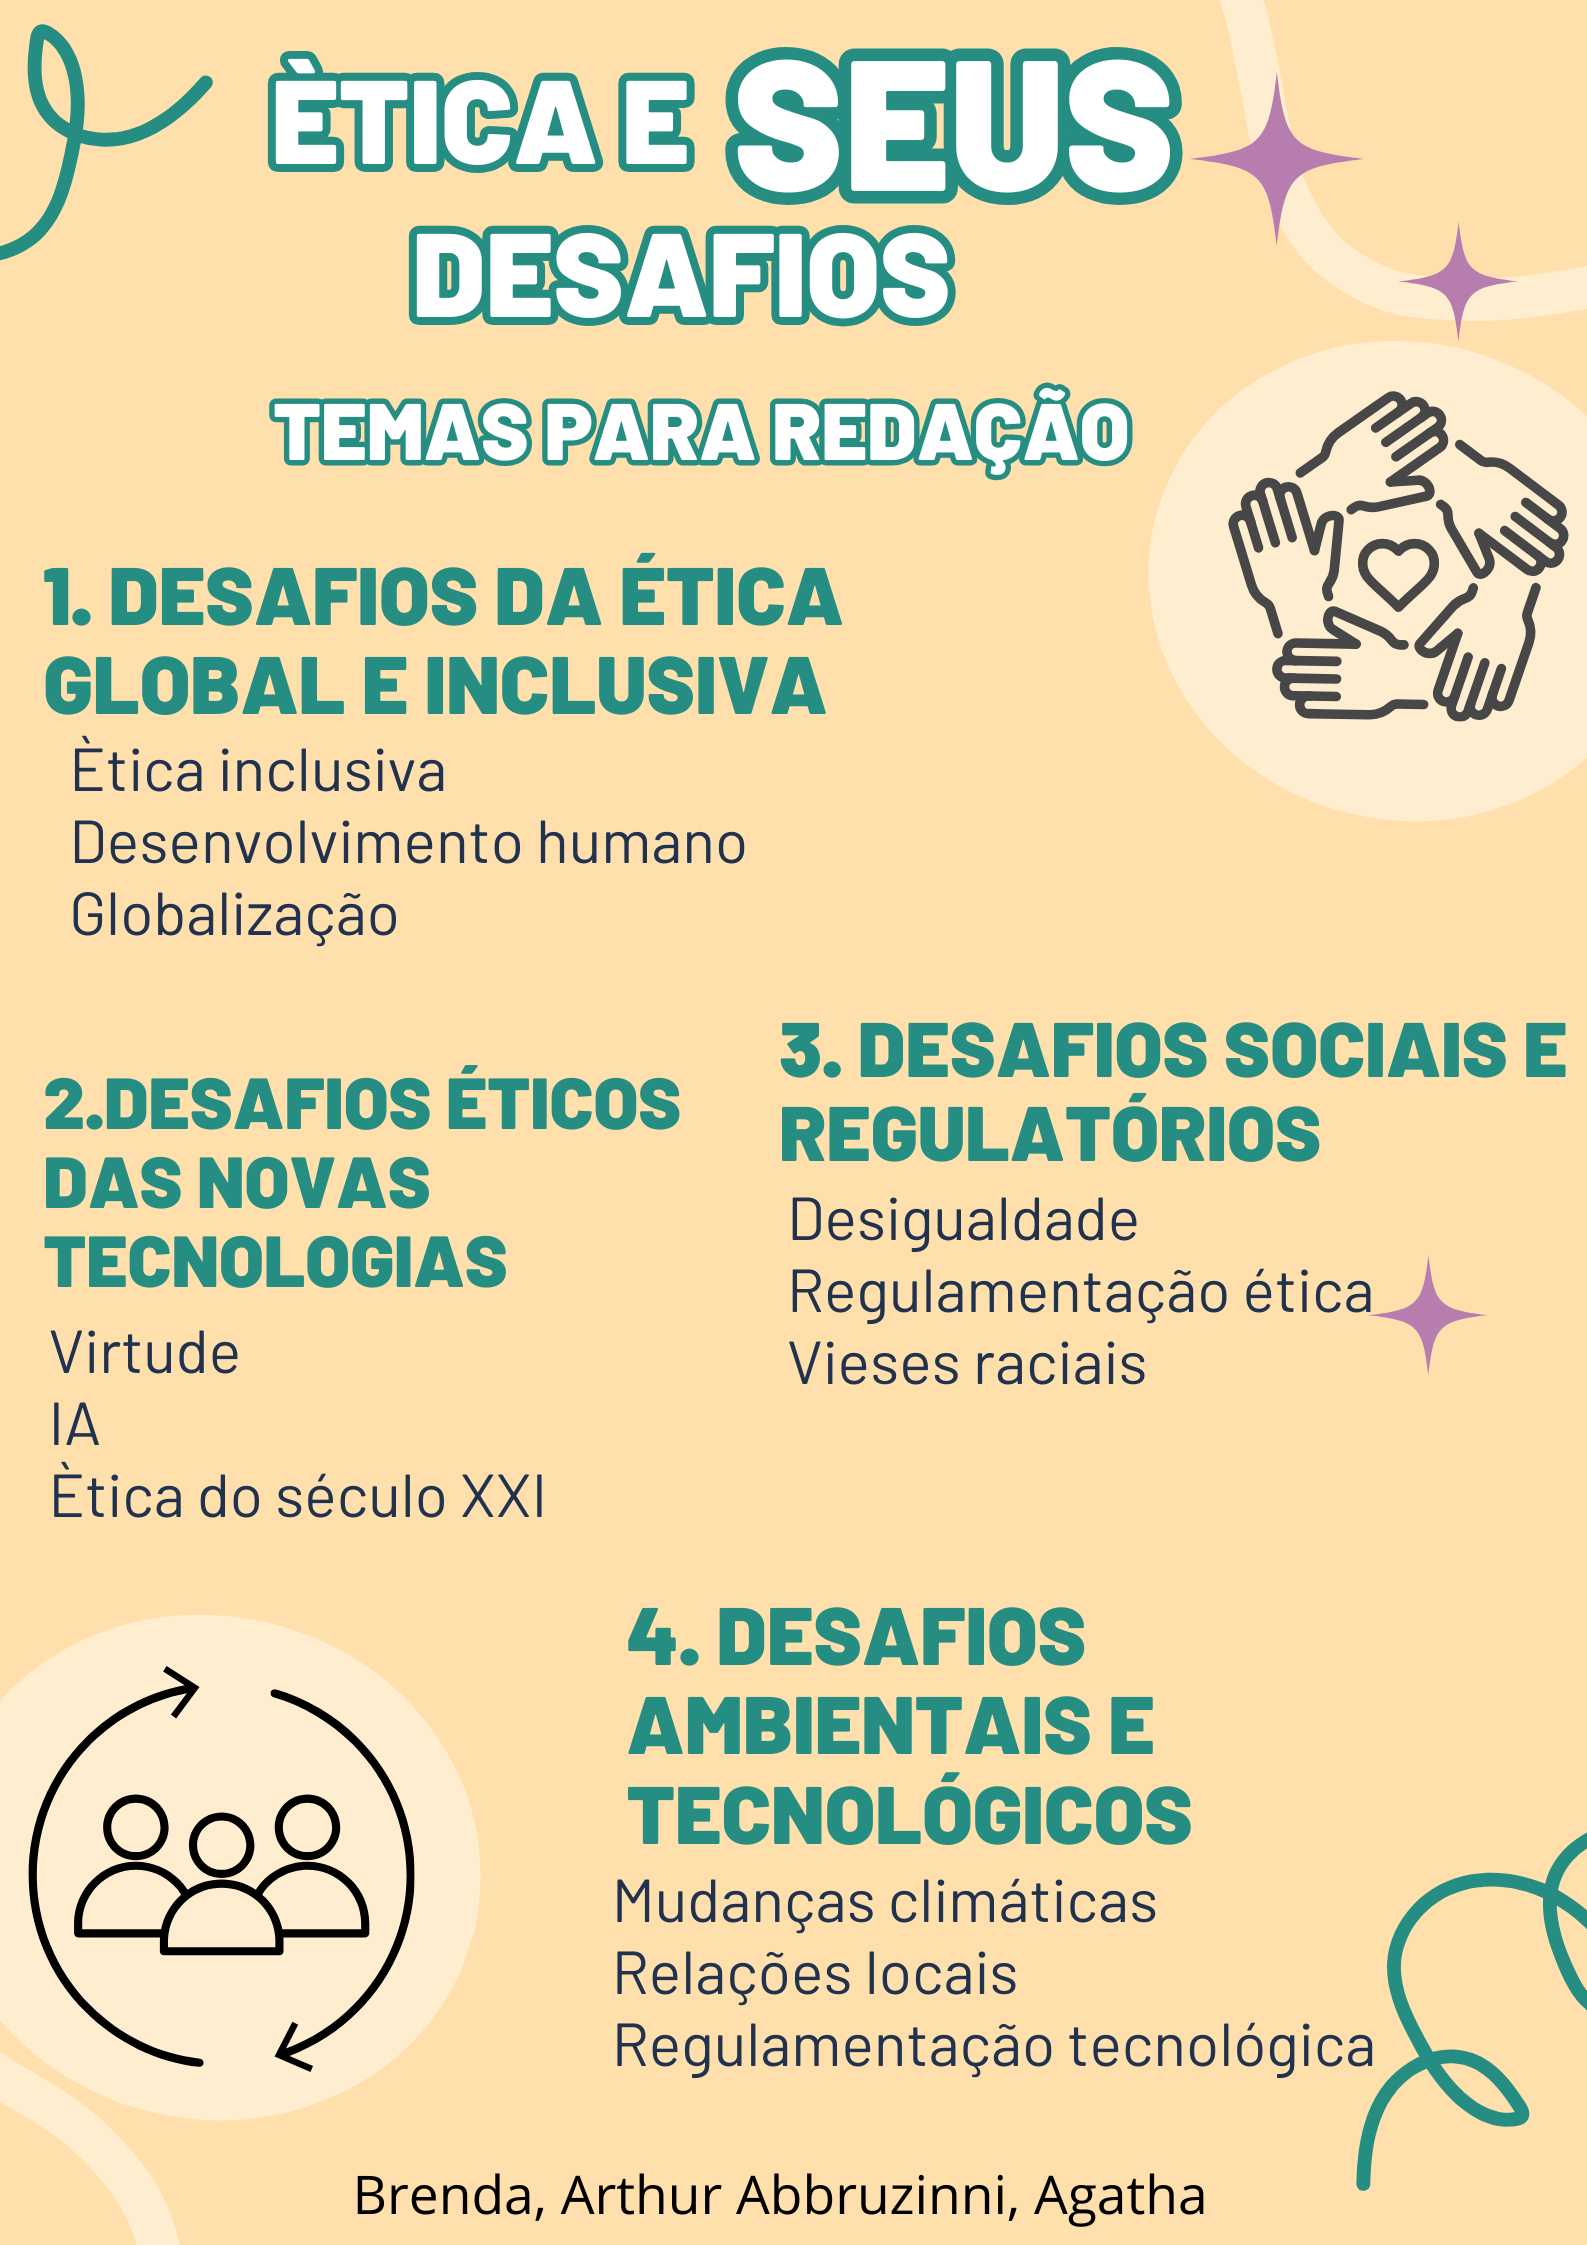 ÈTICA E SEUS
DESAFIOS
TEMAS PARA REDAÇÃO
1. DESAFIOS DA ÉTICA
GLOBAL E INCLUSIVA
Ètica inclusiva
Desenvolvimento humano
Globalização
2.DESAFIOS ÉTICOS
DAS NOVAS
TECNOLOGIAS
Virtude
IA
Ètica do século XXI
3. DESAFIOS SOCIAIS E
REGULATÓRIOS
Desigualdade
Regulamentação ética
Vieses raciais
4. DESAFIOS
AMBIENTAIS E
TECNOLÓGICOS
Mudanças climáticas
Relações locais
Regulamentação tecnológica
Brenda, Arthur Abbruzinni, Agatha